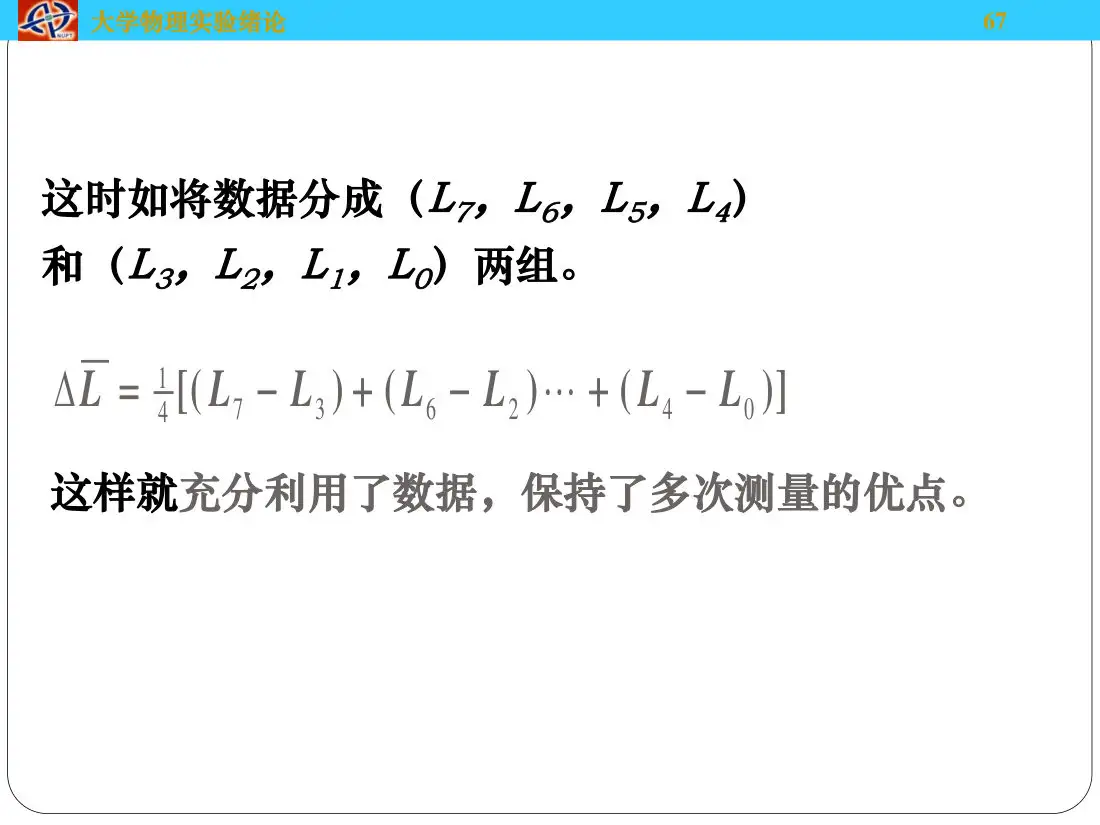 大学物理实验绪论
67
NUPT
这时如将数据分成（L₇，L₆，L₅，L₄）
和（L₃，L₂，L₁，L₀）两组。
ΔL̅ = ¼[(L₇ − L₃) + (L₆ − L₂)⋯ + (L₄ − L₀)]
这样就充分利用了数据，保持了多次测量的优点。